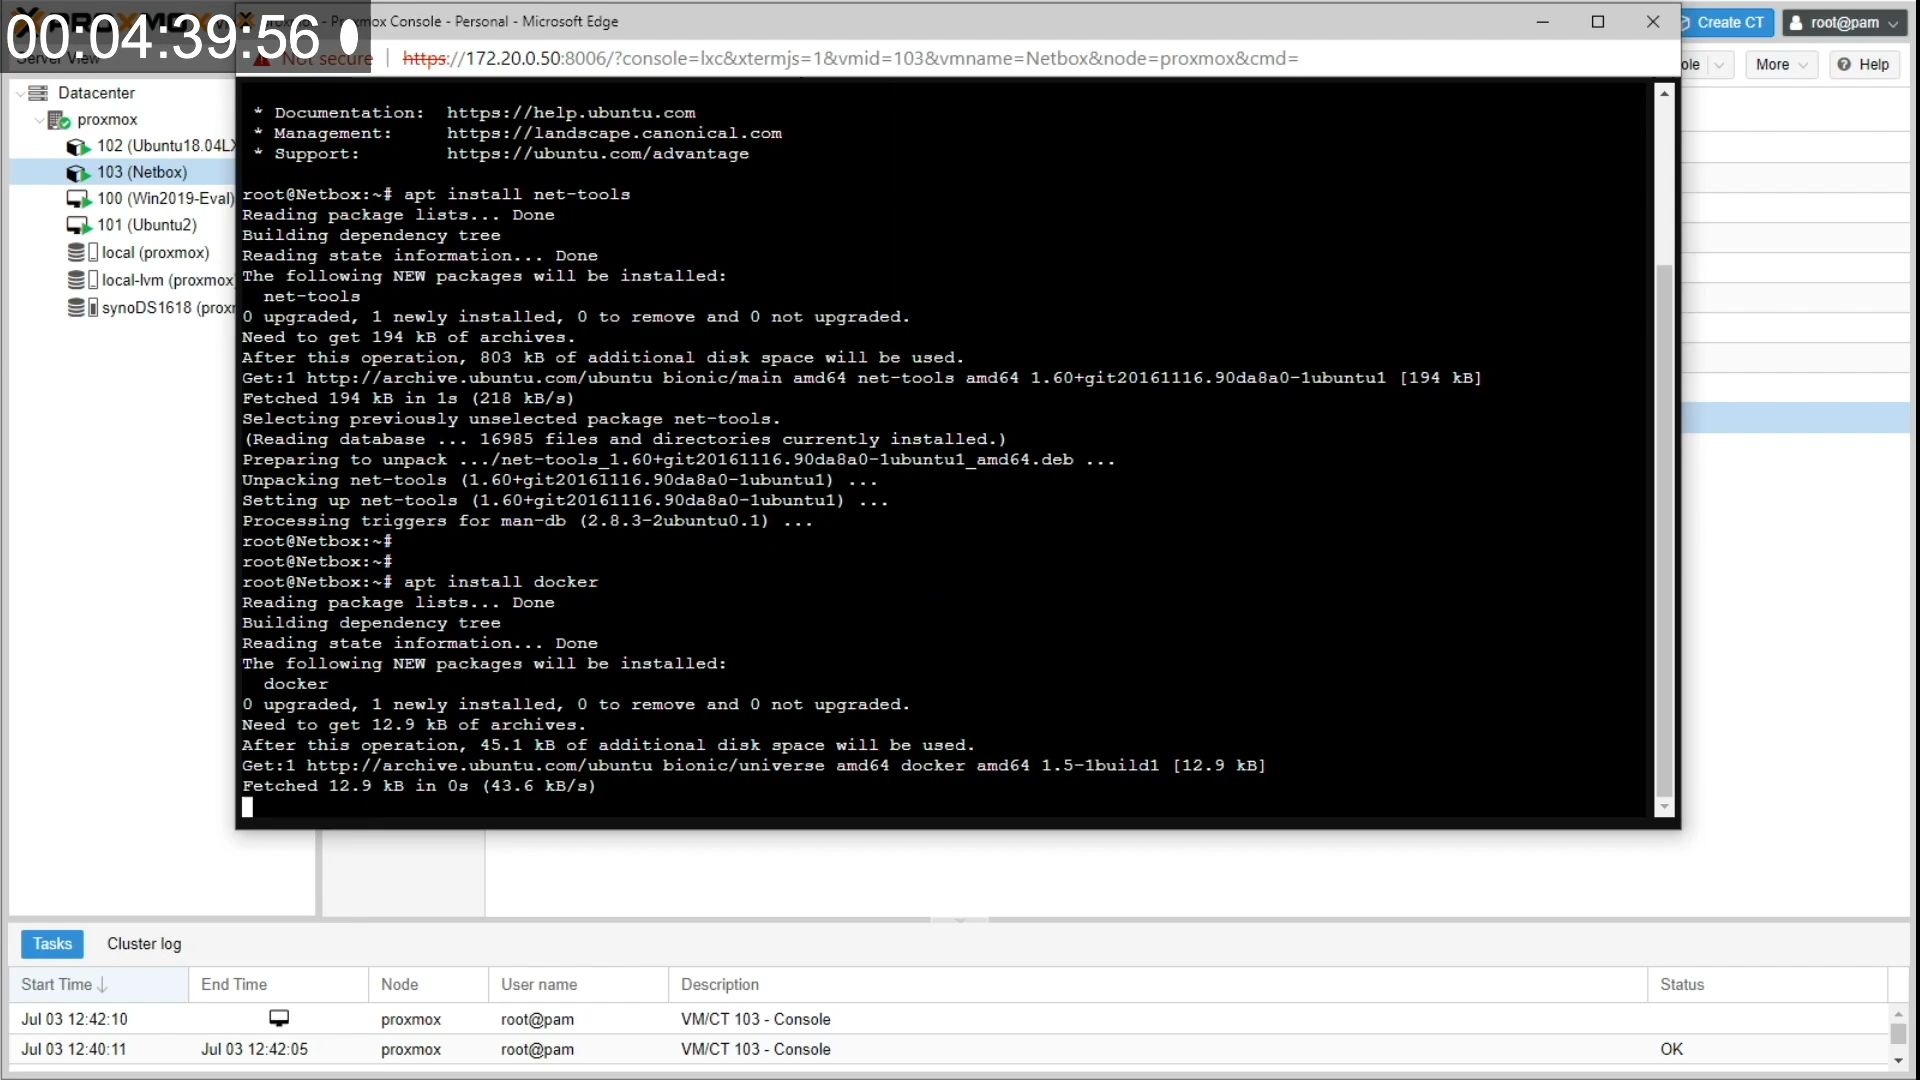 00:04:39:56
Proxmox Console - Personal - Microsoft Edge
Create CT
root@pam
Server View
Not secure
https://172.20.0.50:8006/?console=lxc&xtermjs=1&vmid=103&vmname=Netbox&node=proxmox&cmd=
More
Help
Datacenter
proxmox
102 (Ubuntu18.04LX
103 (Netbox)
100 (Win2019-Eval)
101 (Ubuntu2)
local (proxmox)
local-lvm (proxmox
synoDS1618 (prox
* Documentation: https://help.ubuntu.com
* Management: https://landscape.canonical.com
* Support: https://ubuntu.com/advantage
root@Netbox:~# apt install net-tools
Reading package lists... Done
Building dependency tree
Reading state information... Done
The following NEW packages will be installed:
net-tools
0 upgraded, 1 newly installed, 0 to remove and 0 not upgraded.
Need to get 194 kB of archives.
After this operation, 803 kB of additional disk space will be used.
Get:1 http://archive.ubuntu.com/ubuntu bionic/main amd64 net-tools amd64 1.60+git20161116.90da8a0-1ubuntu1 [194 kB]
Fetched 194 kB in 1s (218 kB/s)
Selecting previously unselected package net-tools.
(Reading database ... 16985 files and directories currently installed.)
Preparing to unpack .../net-tools_1.60+git20161116.90da8a0-1ubuntu1_amd64.deb ...
Unpacking net-tools (1.60+git20161116.90da8a0-1ubuntu1) ...
Setting up net-tools (1.60+git20161116.90da8a0-1ubuntu1) ...
Processing triggers for man-db (2.8.3-2ubuntu0.1) ...
root@Netbox:~#
root@Netbox:~#
root@Netbox:~# apt install docker
Reading package lists... Done
Building dependency tree
Reading state information... Done
The following NEW packages will be installed:
docker
0 upgraded, 1 newly installed, 0 to remove and 0 not upgraded.
Need to get 12.9 kB of archives.
After this operation, 45.1 kB of additional disk space will be used.
Get:1 http://archive.ubuntu.com/ubuntu bionic/universe amd64 docker amd64 1.5-1build1 [12.9 kB]
Fetched 12.9 kB in 0s (43.6 kB/s)
Tasks Cluster log
Start Time End Time Node User name Description Status
Jul 03 12:42:10 proxmox root@pam VM/CT 103 - Console
Jul 03 12:40:11 Jul 03 12:42:05 proxmox root@pam VM/CT 103 - Console OK